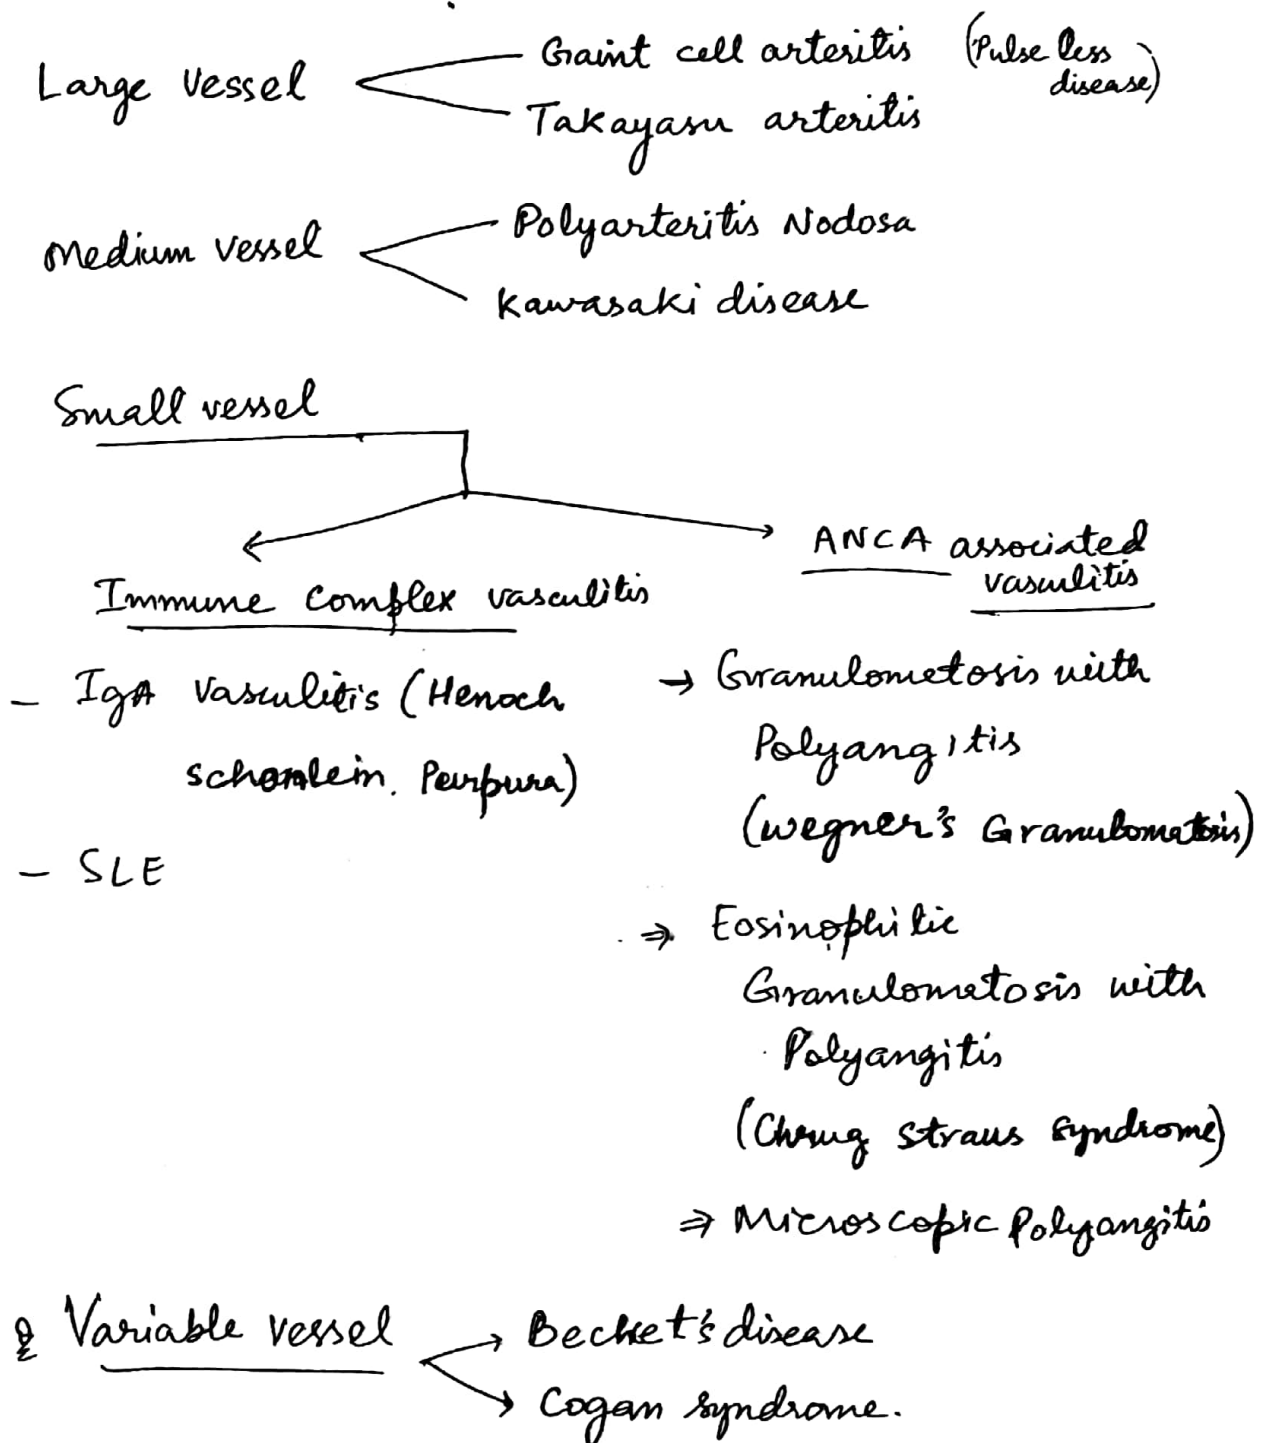 Large vessel
Gaint cell arteritis (Pulse less
disease)
Takayasu arteritis
Medium vessel
Polyarteritis Nodosa
Kawasaki disease
Small vessel
ANCA associated
vasculitis
Immune complex vasculitis
- IgA Vasculitis (Henoch
schonlein Purpura)
- SLE
→ Granulometosis with
Polyangitis
(wegner's Granulomatosis)
⇒ Eosinophilic
Granulometosis with
Polyangitis
(Chrug straus syndrome)
⇒ Microscopic Polyangitis
Variable vessel
Bechet's disease
Cogan syndrome.